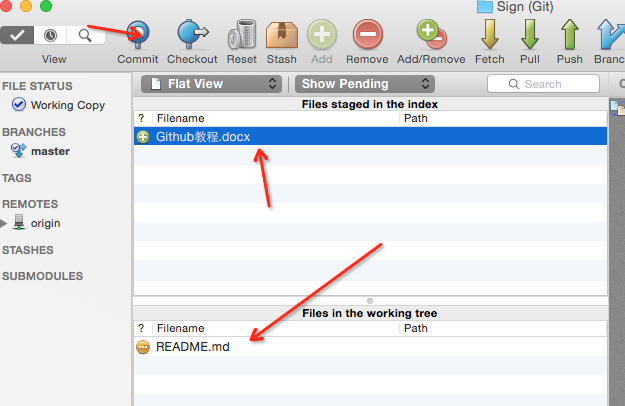 Sign (Git)
View Commit Checkout Reset Stash Add Remove Add/Remove Fetch Pull Push Branc
Flat View Show Pending Search
FILE STATUS
Working Copy
BRANCHES
master
TAGS
REMOTES
origin
STASHES
SUBMODULES
Files staged in the index
? Filename Path
Github教程.docx
Files in the working tree
? Filename Path
README.md